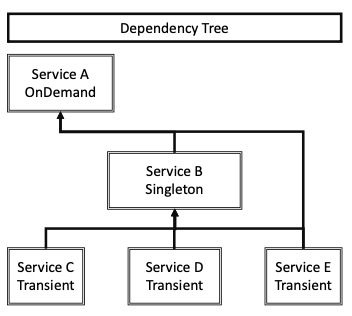 Dependency Tree
Service A
OnDemand
Service B
Singleton
Service C
Transient
Service D
Transient
Service E
Transient